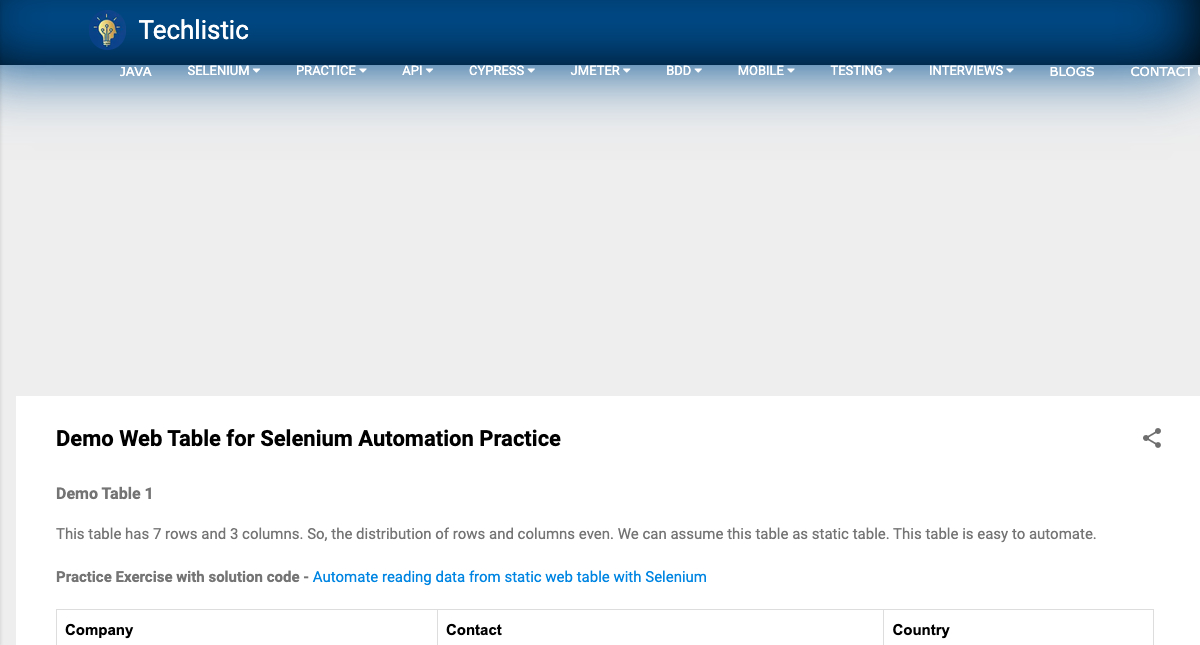 Techlistic
JAVA SELENIUM PRACTICE API CYPRESS JMETER BDD MOBILE TESTING INTERVIEWS BLOGS CONTACT
Demo Web Table for Selenium Automation Practice
Demo Table 1
This table has 7 rows and 3 columns. So, the distribution of rows and columns even. We can assume this table as static table. This table is easy to automate.
Practice Exercise with solution code - Automate reading data from static web table with Selenium
Company Contact Country